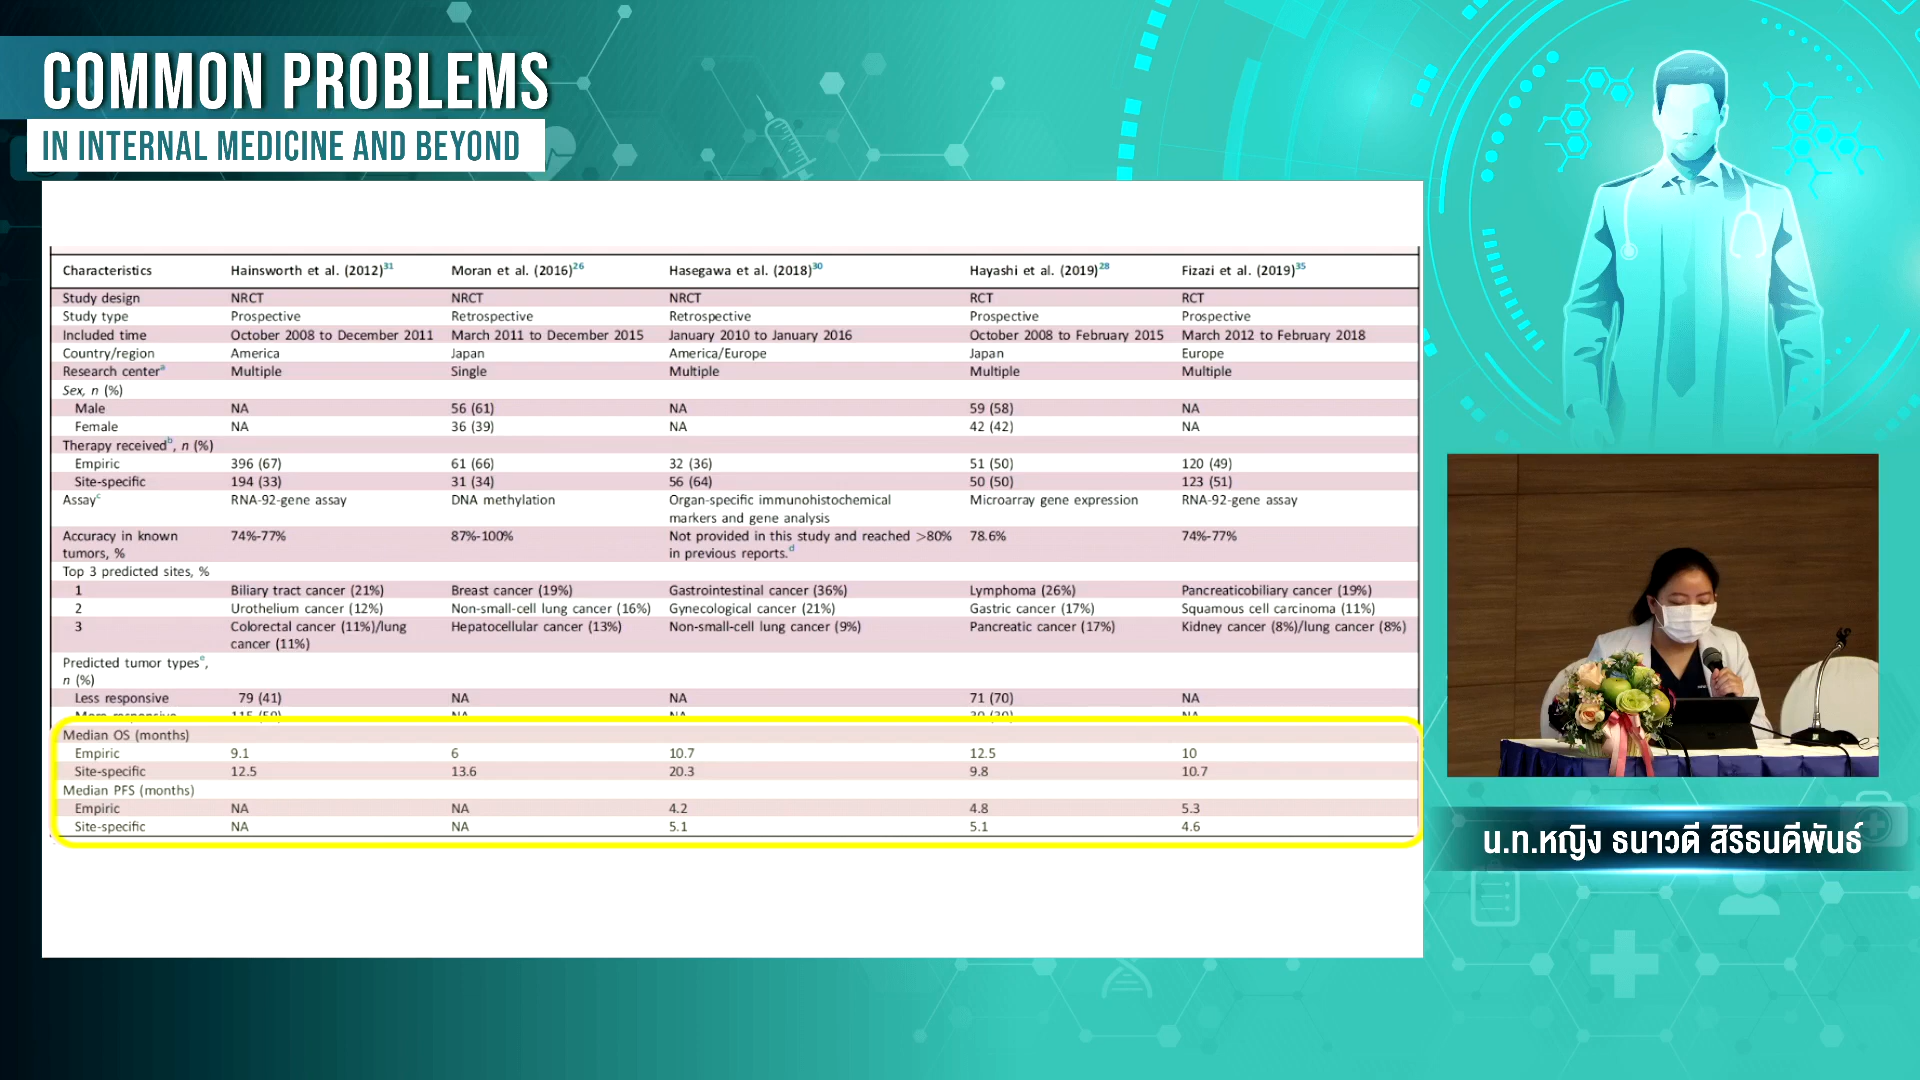 COMMON PROBLEMS
IN INTERNAL MEDICINE AND BEYOND
Characteristics Hainsworth et al. (2012)31 Moran et al. (2016)26 Hasegawa et al. (2018)30 Hayashi et al. (2019)28 Fizazi et al. (2019)35
Study design NRCT NRCT NRCT RCT RCT
Study type Prospective Retrospective Retrospective Prospective Prospective
Included time October 2008 to December 2011 March 2011 to December 2015 January 2010 to January 2016 October 2008 to February 2015 March 2012 to February 2018
Country/region America Japan America/Europe Japan Europe
Research centera Multiple Single Multiple Multiple Multiple
Sex, n (%)
Male NA 56 (61) NA 59 (58) NA
Female NA 36 (39) NA 42 (42) NA
Therapy receivedb, n (%)
Empiric 396 (67) 61 (66) 32 (36) 51 (50) 120 (49)
Site-specific 194 (33) 31 (34) 56 (64) 50 (50) 123 (51)
Assayc RNA-92-gene assay DNA methylation Organ-specific immunohistochemical Microarray gene expression RNA-92-gene assay
markers and gene analysis
Accuracy in known 74%-77% 87%-100% Not provided in this study and reached >80% 78.6% 74%-77%
tumors, % in previous reports.d
Top 3 predicted sites, %
1 Biliary tract cancer (21%) Breast cancer (19%) Gastrointestinal cancer (36%) Lymphoma (26%) Pancreaticobiliary cancer (19%)
2 Urothelium cancer (12%) Non-small-cell lung cancer (16%) Gynecological cancer (21%) Gastric cancer (17%) Squamous cell carcinoma (11%)
3 Colorectal cancer (11%)/lung Hepatocellular cancer (13%) Non-small-cell lung cancer (9%) Pancreatic cancer (17%) Kidney cancer (8%)/lung cancer (8%)
cancer (11%)
Predicted tumor typese,
n (%)
Less responsive 79 (41) NA NA 71 (70) NA
More responsive 115 (59) NA NA 30 (30) NA
Median OS (months)
Empiric 9.1 6 10.7 12.5 10
Site-specific 12.5 13.6 20.3 9.8 10.7
Median PFS (months)
Empiric NA NA 4.2 4.8 5.3
Site-specific NA NA 5.1 5.1 4.6
น.ท.หญิง ธนาวดี สิริธนดีพันธ์